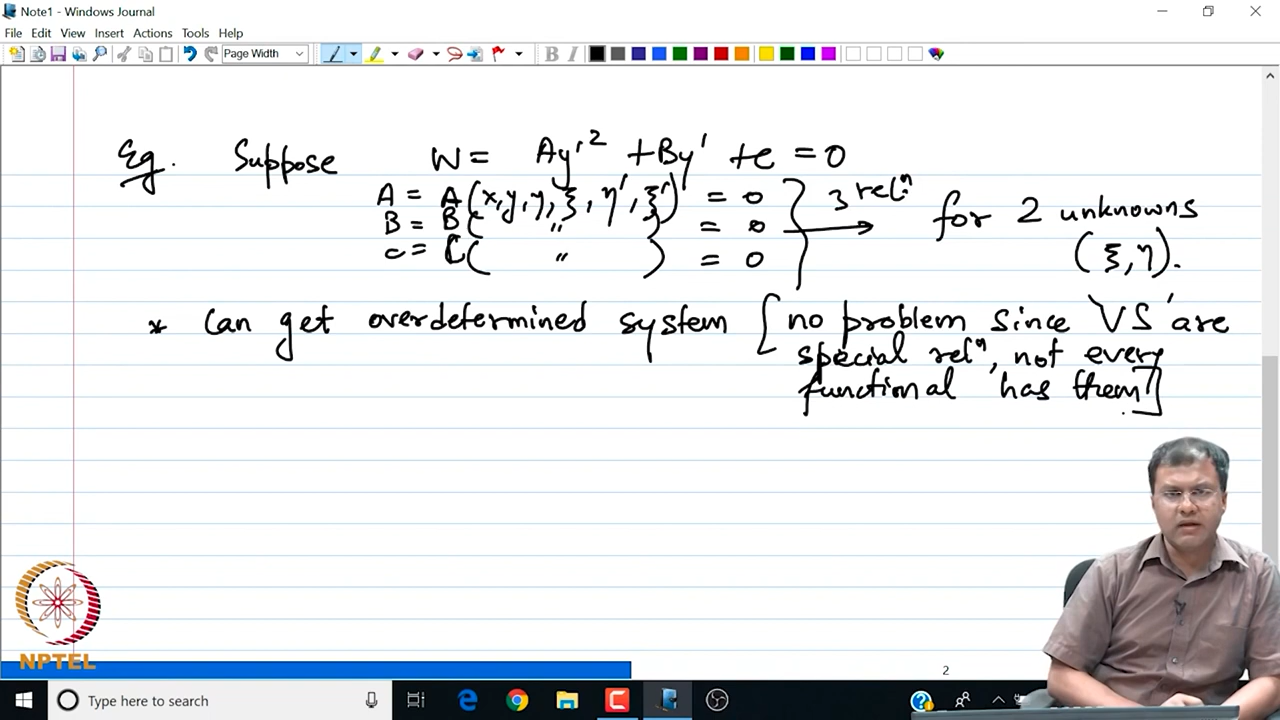 Note1 - Windows Journal
File Edit View Insert Actions Tools Help
Page Width
B I
Eg. Suppose W = Ay'² + By' + C = 0
A = A(x, y, η, ξ, η', ξ') = 0
B = B( " ) = 0
C = C( " ) = 0
3 relⁿ
for 2 unknowns
(ξ, η).
* Can get overdetermined system [no problem since 'VS' are
special relⁿ, not every
functional has them]
NPTEL
2
Type here to search